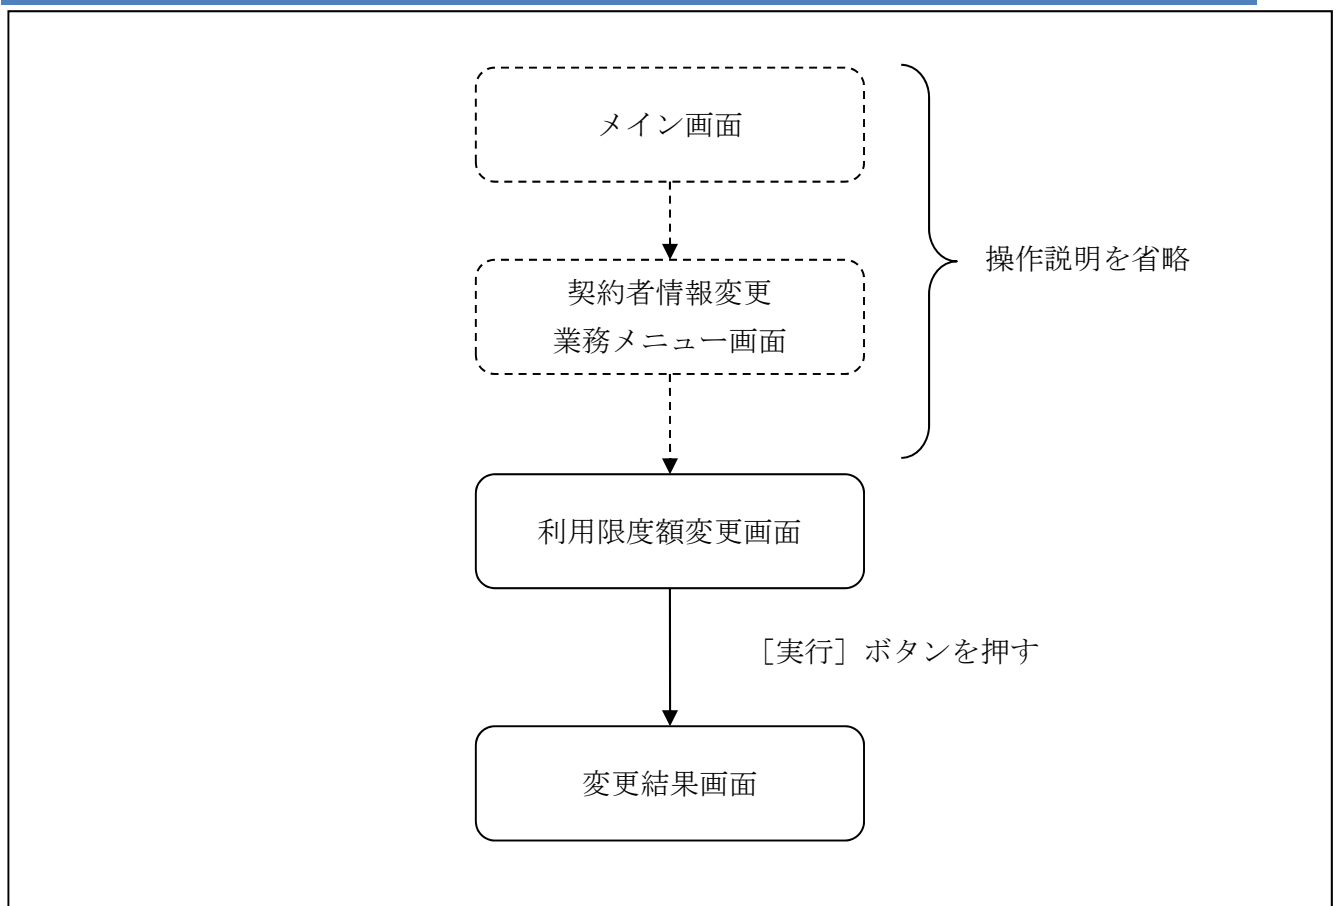 メイン画面
操作説明を省略
契約者情報変更
業務メニュー画面
利用限度額変更画面
［実行］ボタンを押す
変更結果画面